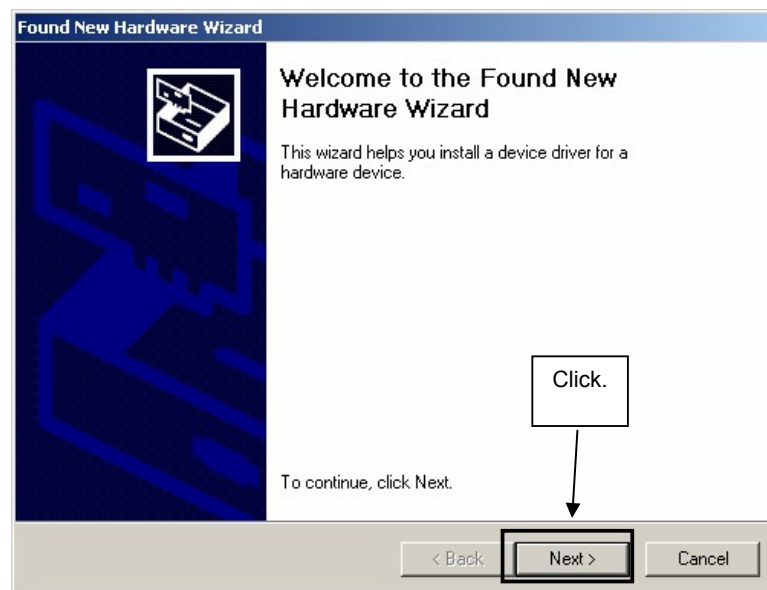 Found New Hardware Wizard
Welcome to the Found New
Hardware Wizard
This wizard helps you install a device driver for a
hardware device.
Click.
To continue, click Next.
< Back
Next >
Cancel